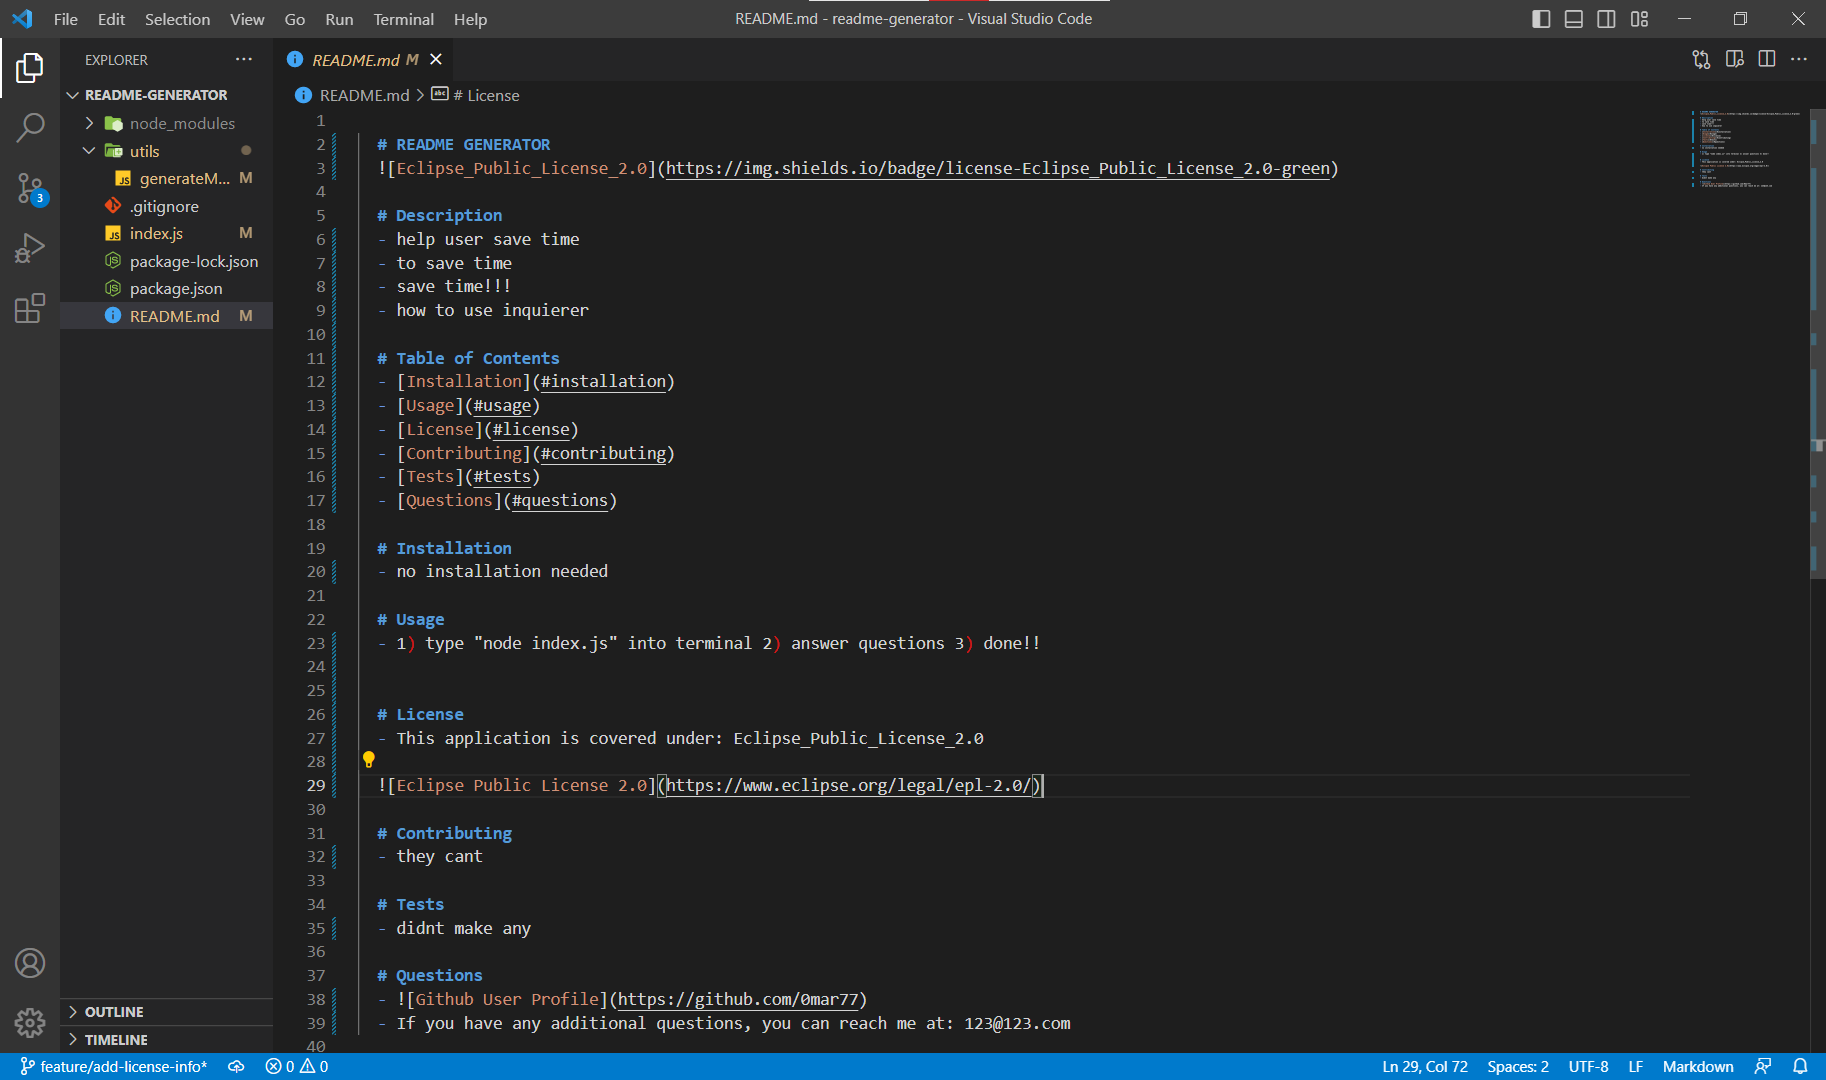 File Edit Selection View Go Run Terminal Help
README.md - readme-generator - Visual Studio Code
EXPLORER
README.md M
README-GENERATOR
README.md > # License
node_modules
utils
generateM... M
.gitignore
index.js M
package-lock.json
package.json
README.md M
3
1
2 # README GENERATOR
3 ![Eclipse_Public_License_2.0](https://img.shields.io/badge/license-Eclipse_Public_License_2.0-green)
4
5 # Description
6 - help user save time
7 - to save time
8 - save time!!!
9 - how to use inquierer
10
11 # Table of Contents
12 - [Installation](#installation)
13 - [Usage](#usage)
14 - [License](#license)
15 - [Contributing](#contributing)
16 - [Tests](#tests)
17 - [Questions](#questions)
18
19 # Installation
20 - no installation needed
21
22 # Usage
23 - 1) type "node index.js" into terminal 2) answer questions 3) done!!
24
25
26 # License
27 - This application is covered under: Eclipse_Public_License_2.0
28
29 ![Eclipse Public License 2.0](https://www.eclipse.org/legal/epl-2.0/)
30
31 # Contributing
32 - they cant
33
34 # Tests
35 - didnt make any
36
37 # Questions
38 - ![Github User Profile](https://github.com/0mar77)
39 - If you have any additional questions, you can reach me at: 123@123.com
40
OUTLINE
TIMELINE
feature/add-license-info* 0 0 Ln 29, Col 72 Spaces: 2 UTF-8 LF Markdown